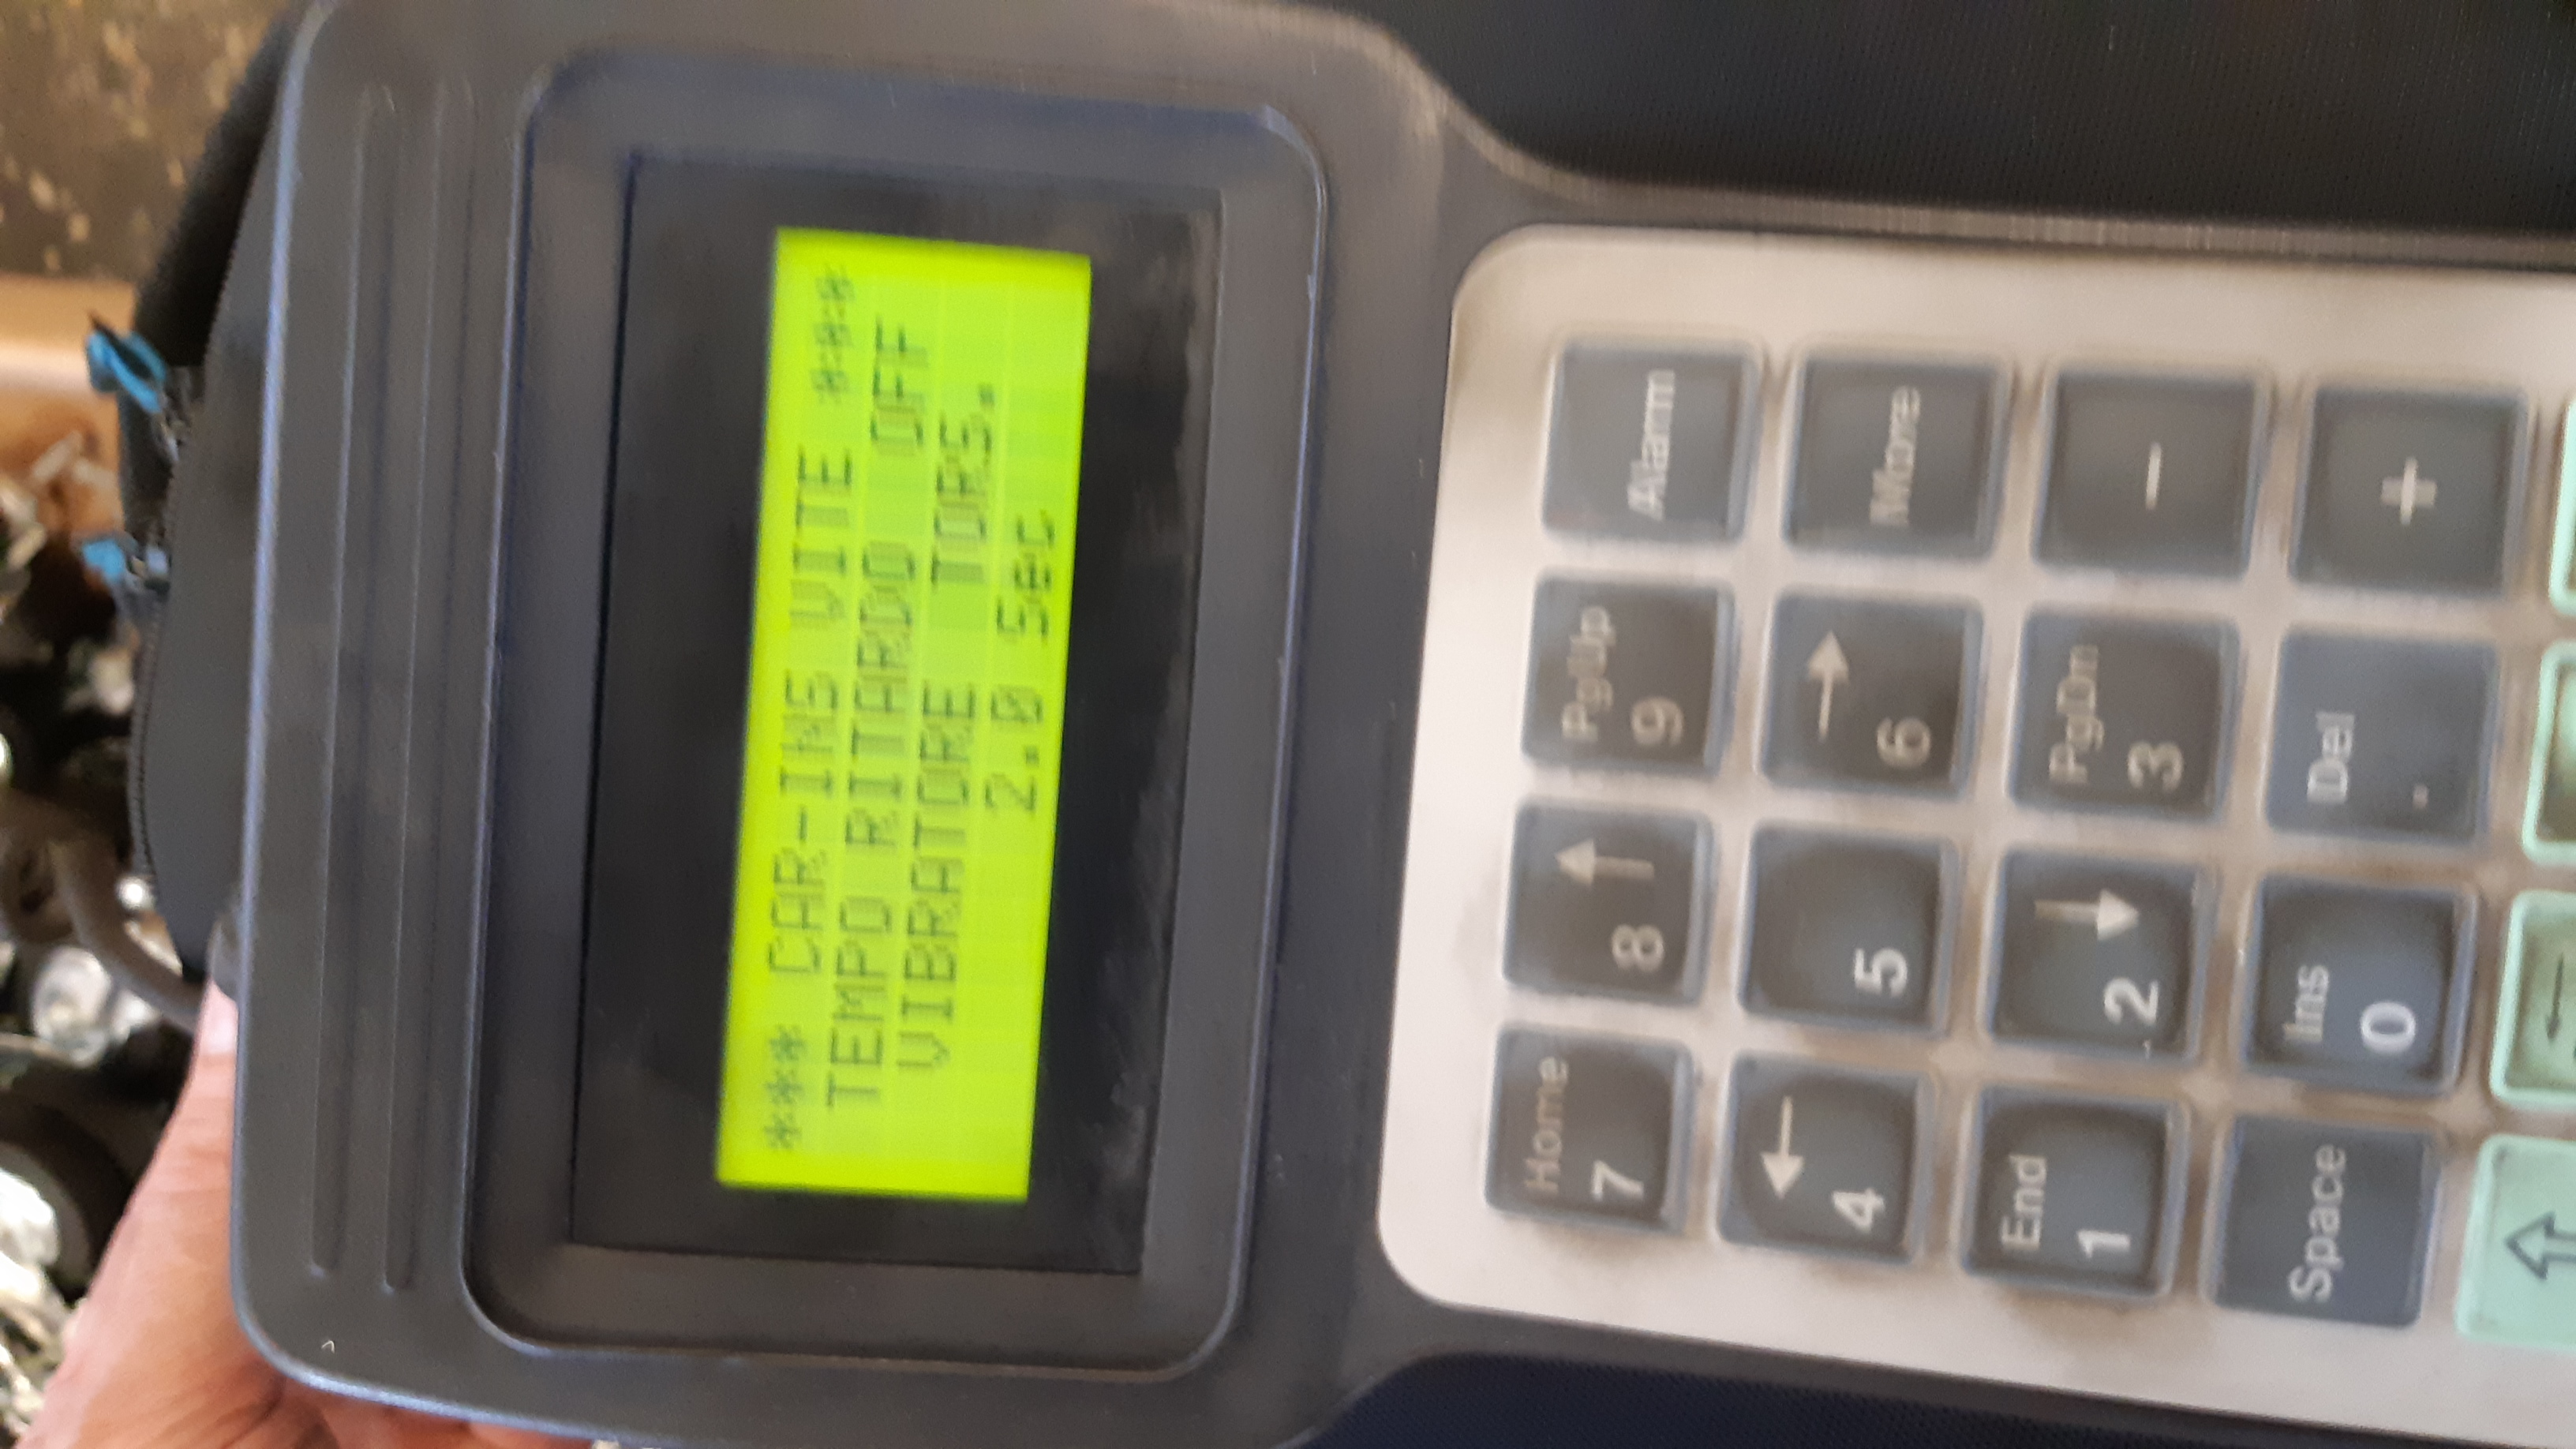 *** CAR-INS VITE ***
TEMPO RITARDO OFF
VIBRATORE TORS.
2.0 Sec
Home
7
8
PgUp
9
Alarm
4
5
6
More
End
1
2
PgDn
3
-
Space
Ins
0
Del
.
+